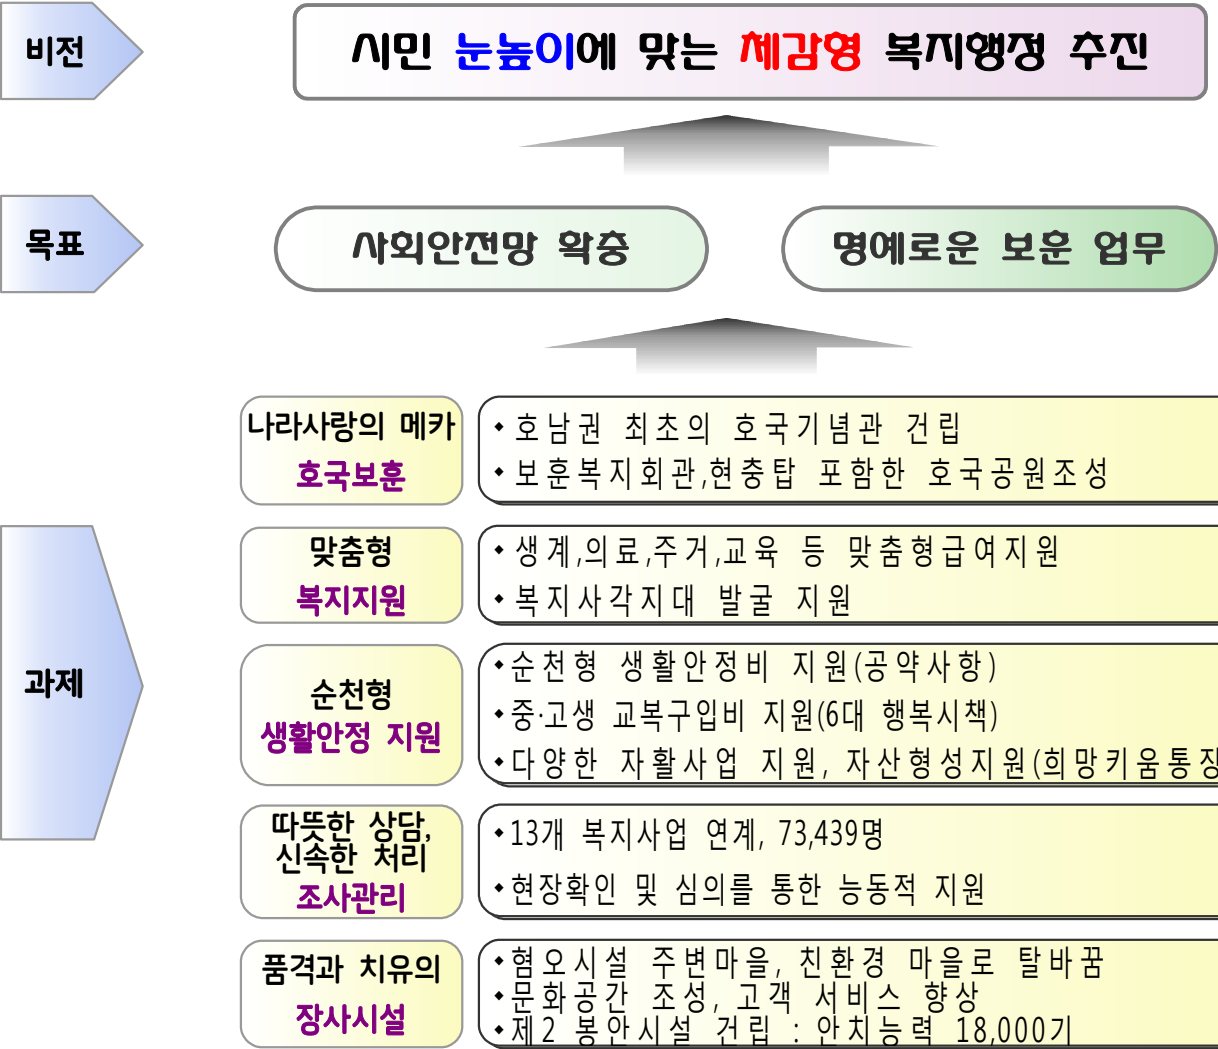 비전
시민 눈높이에 맞는 체감형 복지행정 추진
목표
사회안전망 확충
명예로운 보훈 업무
과제
나라사랑의 메카
호국보훈
• 호남권 최초의 호국기념관 건립
• 보훈복지회관,현충탑 포함한 호국공원조성
맞춤형
복지지원
• 생계,의료,주거,교육 등 맞춤형급여지원
• 복지사각지대 발굴 지원
순천형
생활안정 지원
• 순천형 생활안정비 지원(공약사항)
• 중·고생 교복구입비 지원(6대 행복시책)
• 다양한 자활사업 지원, 자산형성지원(희망키움통장
따뜻한 상담,
신속한 처리
조사관리
• 13개 복지사업 연계, 73,439명
• 현장확인 및 심의를 통한 능동적 지원
품격과 치유의
장사시설
• 혐오시설 주변마을, 친환경 마을로 탈바꿈
• 문화공간 조성, 고객 서비스 향상
• 제2 봉안시설 건립 : 안치능력 18,000기